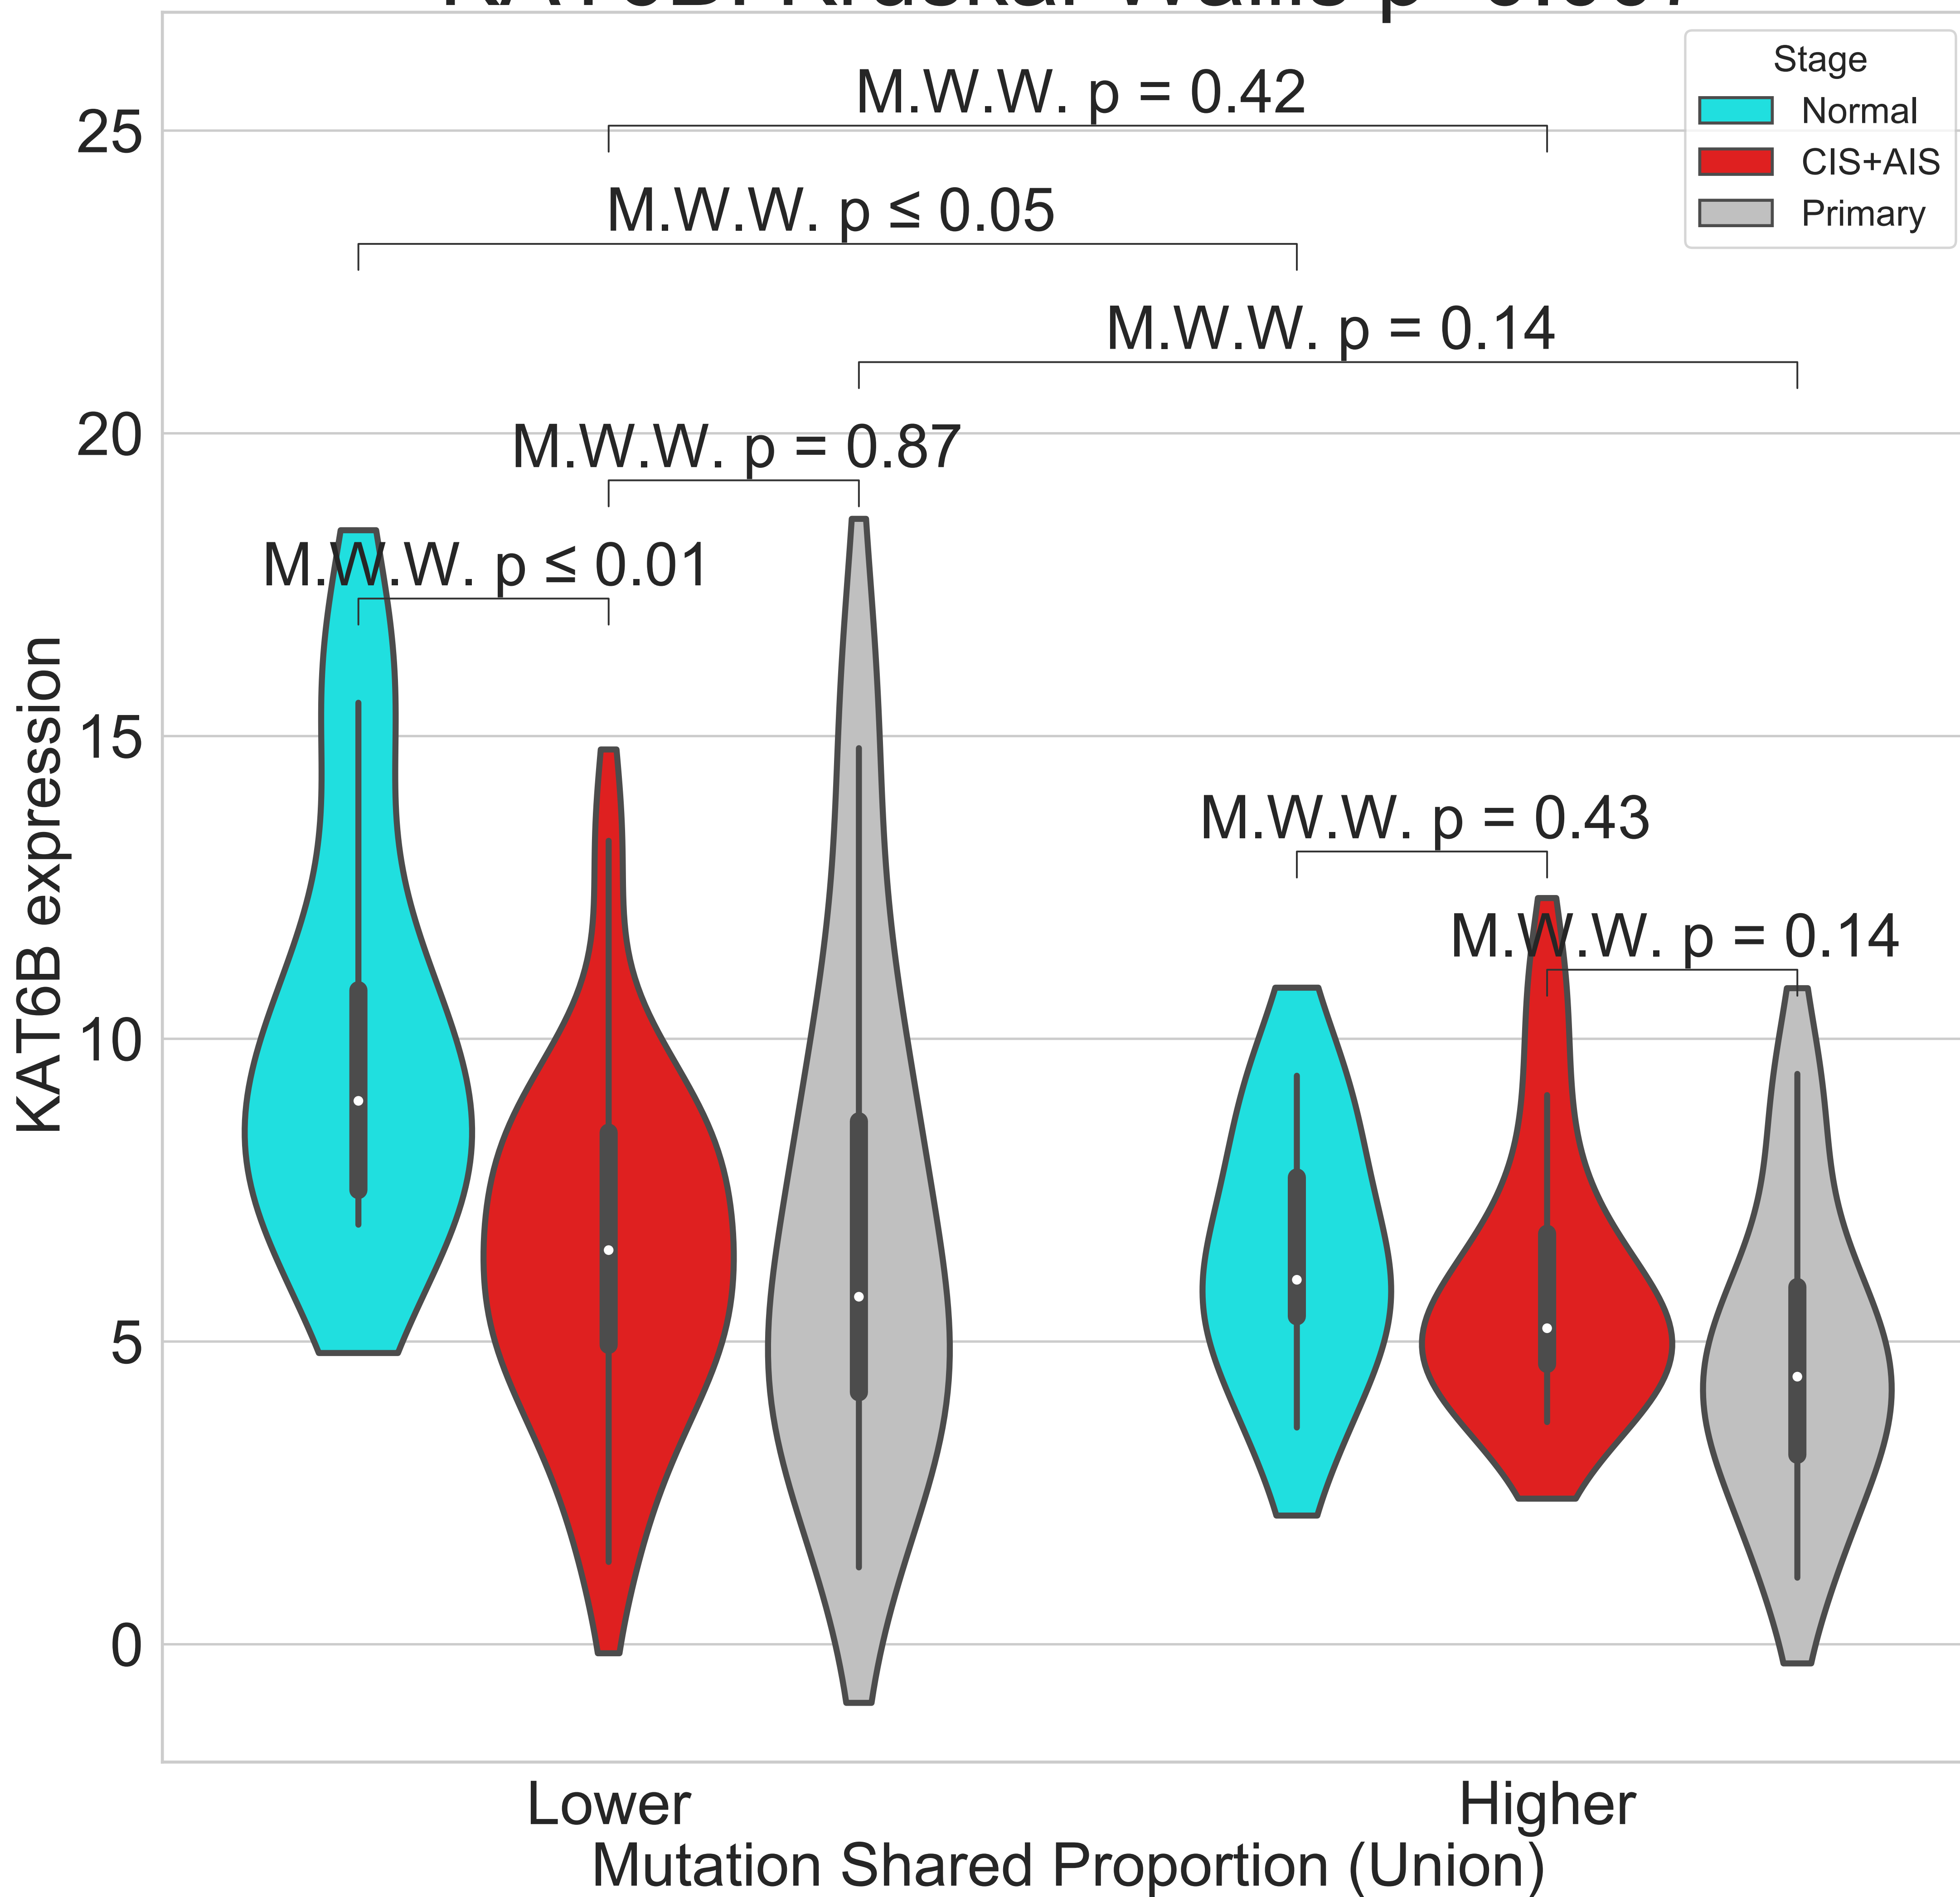 Stage
Normal
CIS+AIS
Primary
M.W.W. p = 0.42
M.W.W. p ≤ 0.05
M.W.W. p = 0.14
M.W.W. p = 0.87
M.W.W. p ≤ 0.01
M.W.W. p = 0.43
M.W.W. p = 0.14
KAT6B expression
25
20
15
10
5
0
Lower
Higher
Mutation Shared Proportion (Union)